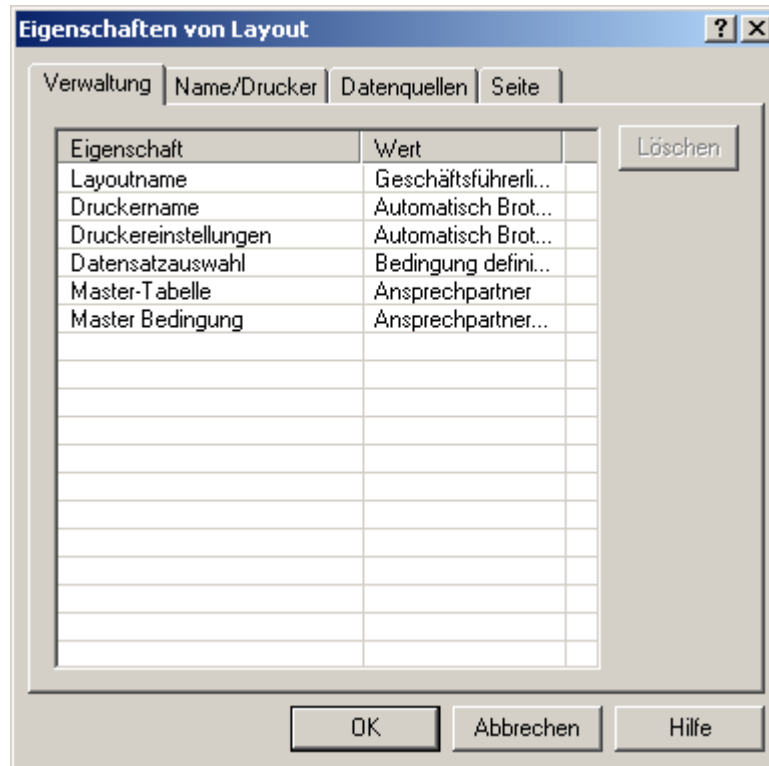 Eigenschaften von Layout
Verwaltung Name/Drucker Datenquellen Seite
Eigenschaft Wert
Löschen
Layoutname Geschäftsführerli...
Druckername Automatisch Brot...
Druckereinstellungen Automatisch Brot...
Datensatzauswahl Bedingung defini...
Master-Tabelle Ansprechpartner
Master Bedingung Ansprechpartner...
OK Abbrechen Hilfe